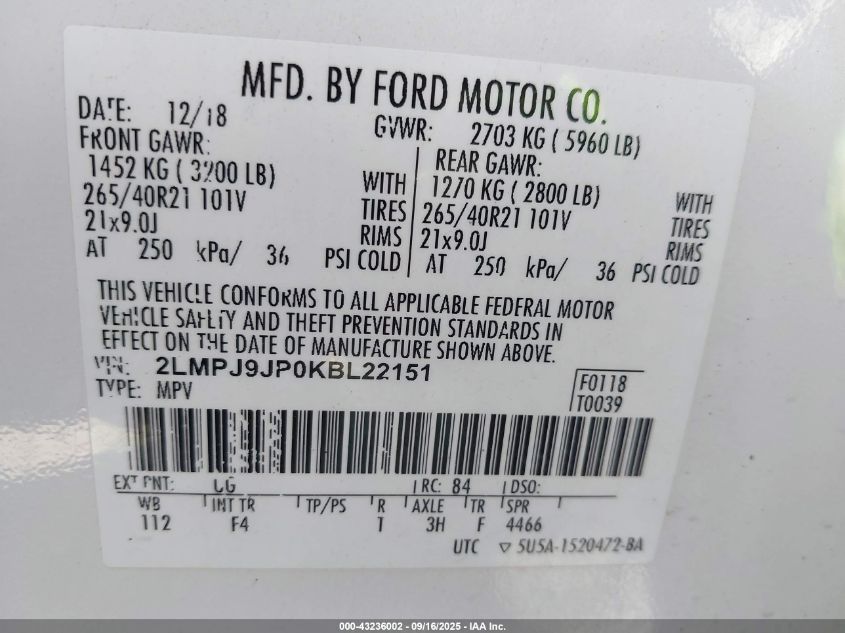 MFD. BY FORD MOTOR CO.
DATE: 12/18 GVWR: 2703 KG ( 5960 LB)
FRONT GAWR: REAR GAWR:
1452 KG ( 3200 LB) WITH 1270 KG ( 2800 LB) WITH
265/40R21 101V TIRES 265/40R21 101V TIRES
21x9.0J RIMS 21x9.0J RIMS
AT 250 kPa/ 36 PSI COLD AT 250 kPa/ 36 PSI COLD
THIS VEHICLE CONFORMS TO ALL APPLICABLE FEDERAL MOTOR
VEHICLE SAFETY AND THEFT PREVENTION STANDARDS IN
EFFECT ON THE DATE OF MANUFACTURE SHOWN ABOVE.
VIN: 2LMPJ9JP0KBL22151
TYPE: MPV F0118
T0039
EXT PNT: UG RC: 84 DSO:
WB INT TR TP/PS R AXLE TR SPR
112 F4 T 3H F 4466
UTC ▽ 5U5A-1520472-BA
000-43236002 - 09/16/2025 - IAA Inc.